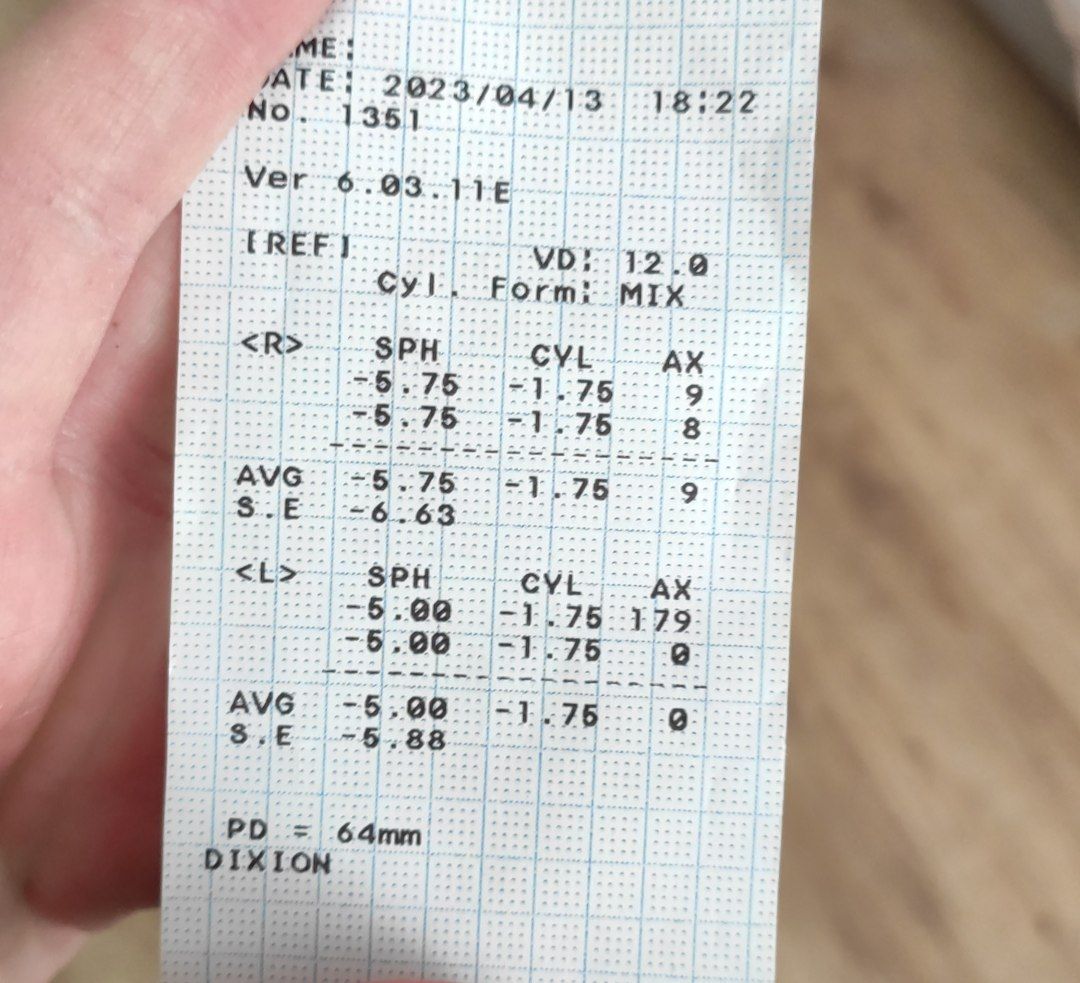 DATE: 2023/04/13 18:22
No. 1351
Ver 6.03.11E
[REF] VD: 12.0
Cyl. Form: MIX
<R> SPH CYL AX
-5.75 -1.75 9
-5.75 -1.75 8
--------------------
AVG -5.75 -1.75 9
S.E -6.63
<L> SPH CYL AX
-5.00 -1.75 179
-5.00 -1.75 0
--------------------
AVG -5.00 -1.75 0
S.E -5.88
PD = 64mm
DIXION